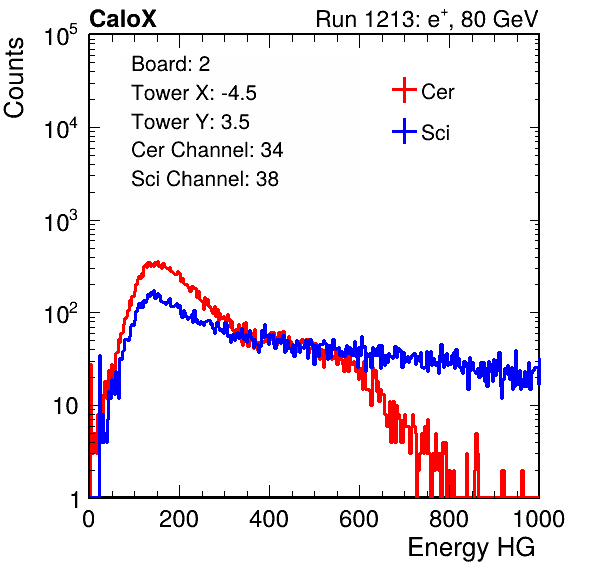 CaloX Run 1213: e⁺, 80 GeV
Counts
Board: 2
Tower X: -4.5
Tower Y: 3.5
Cer Channel: 34
Sci Channel: 38
Cer
Sci
10⁵
10⁴
10³
10²
10
1
0 200 400 600 800 1000
Energy HG